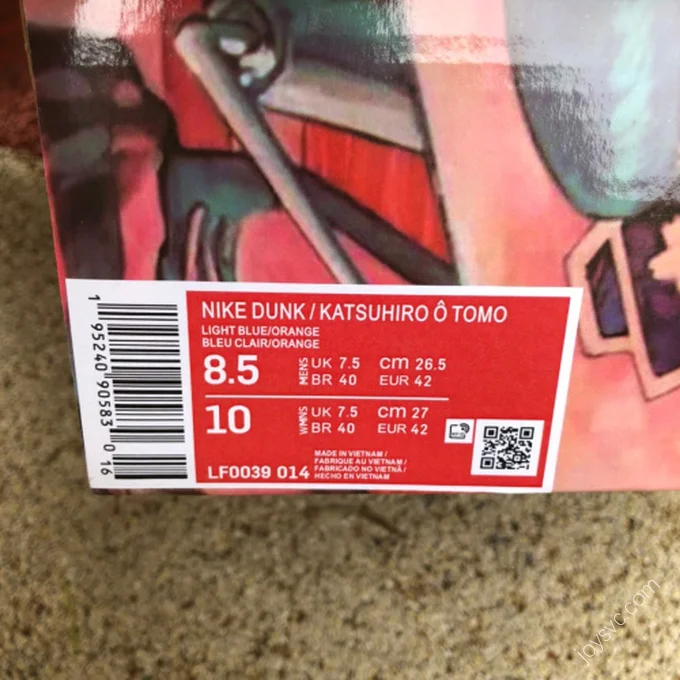 NIKE DUNK / KATSUHIRO Ô TOMO
LIGHT BLUE/ORANGE
BLEU CLAIR/ORANGE
8.5 MENS UK 7.5 cm 26.5
BR 40 EUR 42
10 WMNS UK 7.5 cm 27
BR 40 EUR 42
LF0039 014
MADE IN VIETNAM /
FABRIQUE AU VIETNAM /
FABRICADO NO VIETNÃ /
HECHO EN VIETNAM
1 95240 90583 0 16
joysvc.com